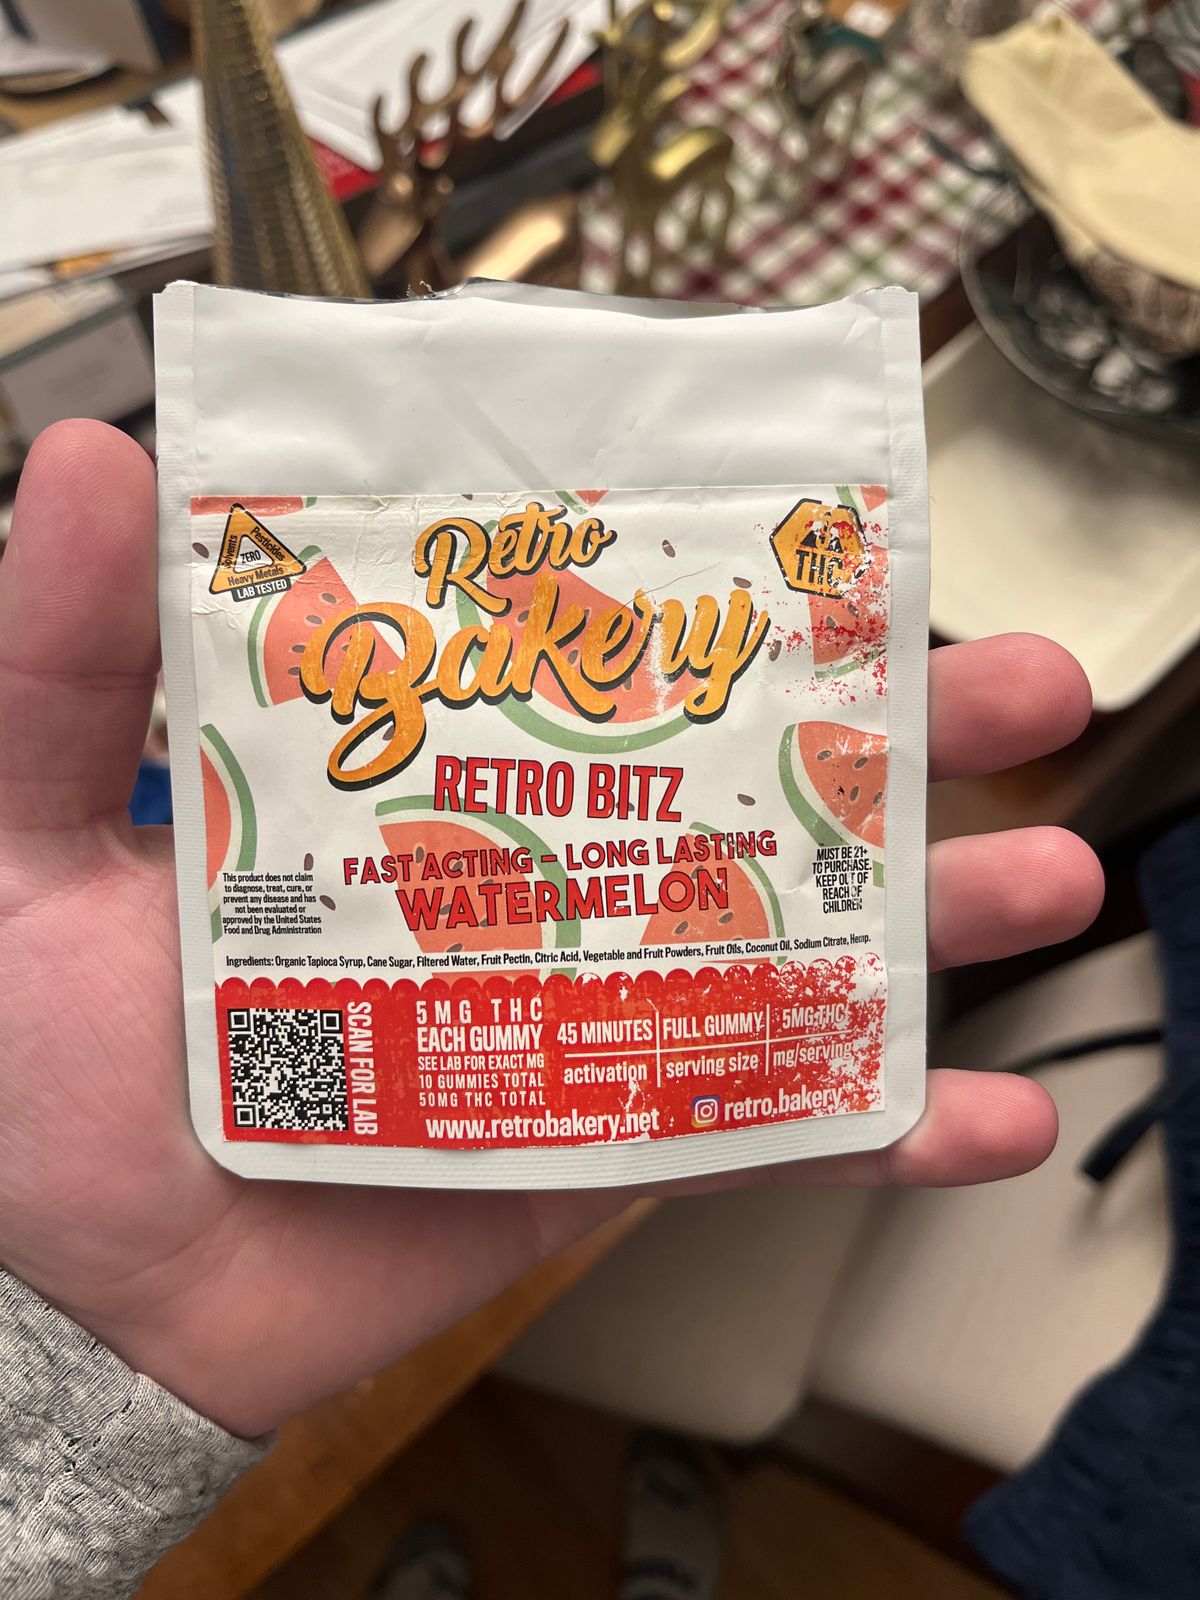 Solvents
Pesticides
ZERO
Heavy Metals
LAB TESTED
Retro
Bakery
THC
RETRO BITZ
FAST ACTING – LONG LASTING
WATERMELON
This product does not claim
to diagnose, treat, cure, or
prevent any disease and has
not been evaluated or
approved by the United States
Food and Drug Administration
MUST BE 21+
TO PURCHASE.
KEEP OUT OF
REACH OF
CHILDREN
Ingredients: Organic Tapioca Syrup, Cane Sugar, Filtered Water, Fruit Pectin, Citric Acid, Vegetable and Fruit Powders, Fruit Oils, Coconut Oil, Sodium Citrate, Hemp.
SCAN FOR LAB
5MG THC
EACH GUMMY
SEE LAB FOR EXACT MG
10 GUMMIES TOTAL
50MG THC TOTAL
45 MINUTES
activation
FULL GUMMY
serving size
5MG THC
mg/serving
www.retrobakery.net
retro.bakery